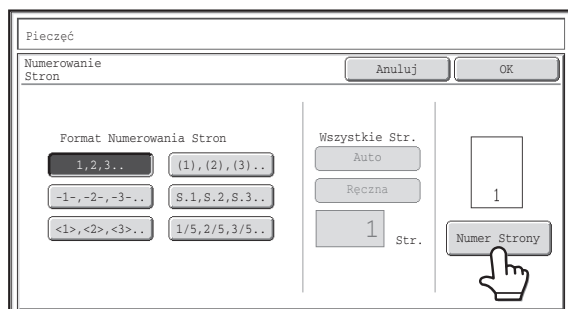 Pieczęć
Numerowanie
Stron
Anuluj
OK
Format Numerowania Stron
1,2,3..
(1),(2),(3)..
-1-,-2-,-3-..
S.1,S.2,S.3..
<1>,<2>,<3>..
1/5,2/5,3/5..
Wszystkie Str.
Auto
Ręczna
1 Str.
1
Numer Strony